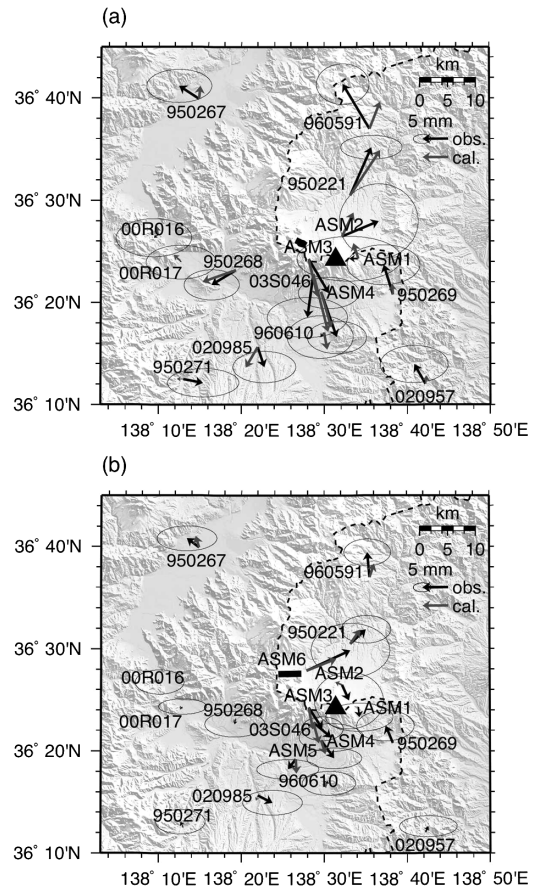 (a)
km
0 5 10
5 mm
obs.
cal.
36˚ 40'N
36˚ 30'N
36˚ 20'N
36˚ 10'N
950267
960591
950221
ASM2
00R016
ASM3
ASM1
00R017
950268
03S046
ASM4
950269
960610
020985
950271
020957
138˚ 10'E
138˚ 20'E
138˚ 30'E
138˚ 40'E
138˚ 50'E
(b)
km
0 5 10
5 mm
obs.
cal.
36˚ 40'N
36˚ 30'N
36˚ 20'N
36˚ 10'N
950267
960591
950221
ASM6
ASM2
00R016
ASM3
ASM1
00R017
950268
03S046
ASM4
950269
ASM5
960610
020985
950271
020957
138˚ 10'E
138˚ 20'E
138˚ 30'E
138˚ 40'E
138˚ 50'E